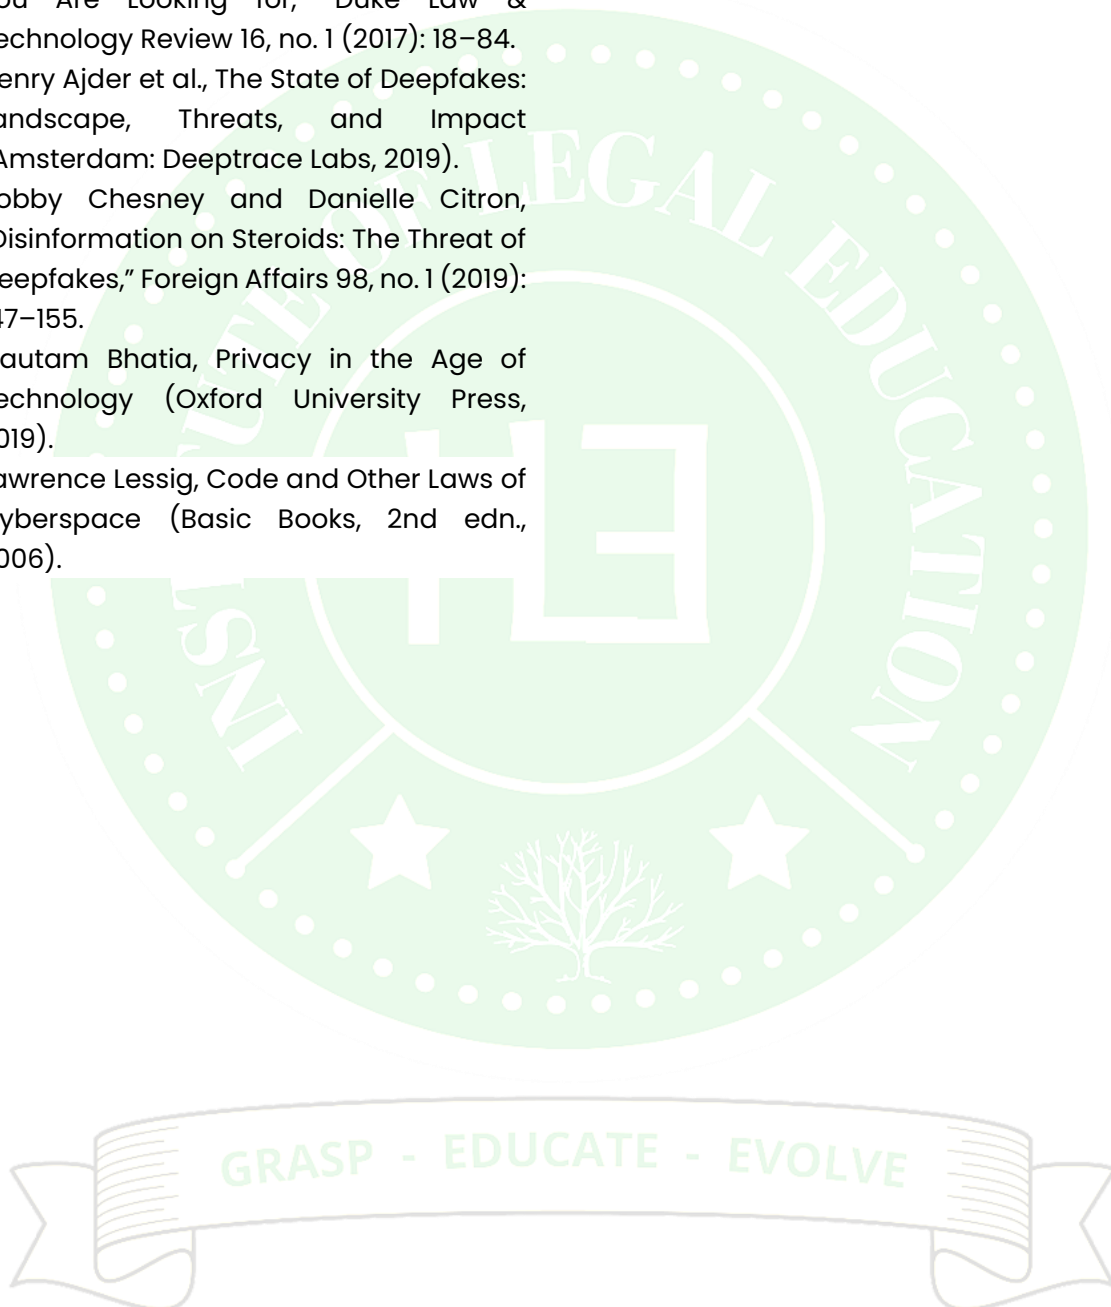 ou Are Looking for," Duke Law &
echnology Review 16, no. 1 (2017): 18–84.
enry Ajder et al., The State of Deepfakes:
andscape, Threats, and Impact
Amsterdam: Deeptrace Labs, 2019).
obby Chesney and Danielle Citron,
Disinformation on Steroids: The Threat of
eepfakes,” Foreign Affairs 98, no. 1 (2019):
47–155.
autam Bhatia, Privacy in the Age of
echnology (Oxford University Press,
019).
awrence Lessig, Code and Other Laws of
yberspace (Basic Books, 2nd edn.,
006).
OF LEGAL EDUCATION
GRASP - EDUCATE - EVOLVE